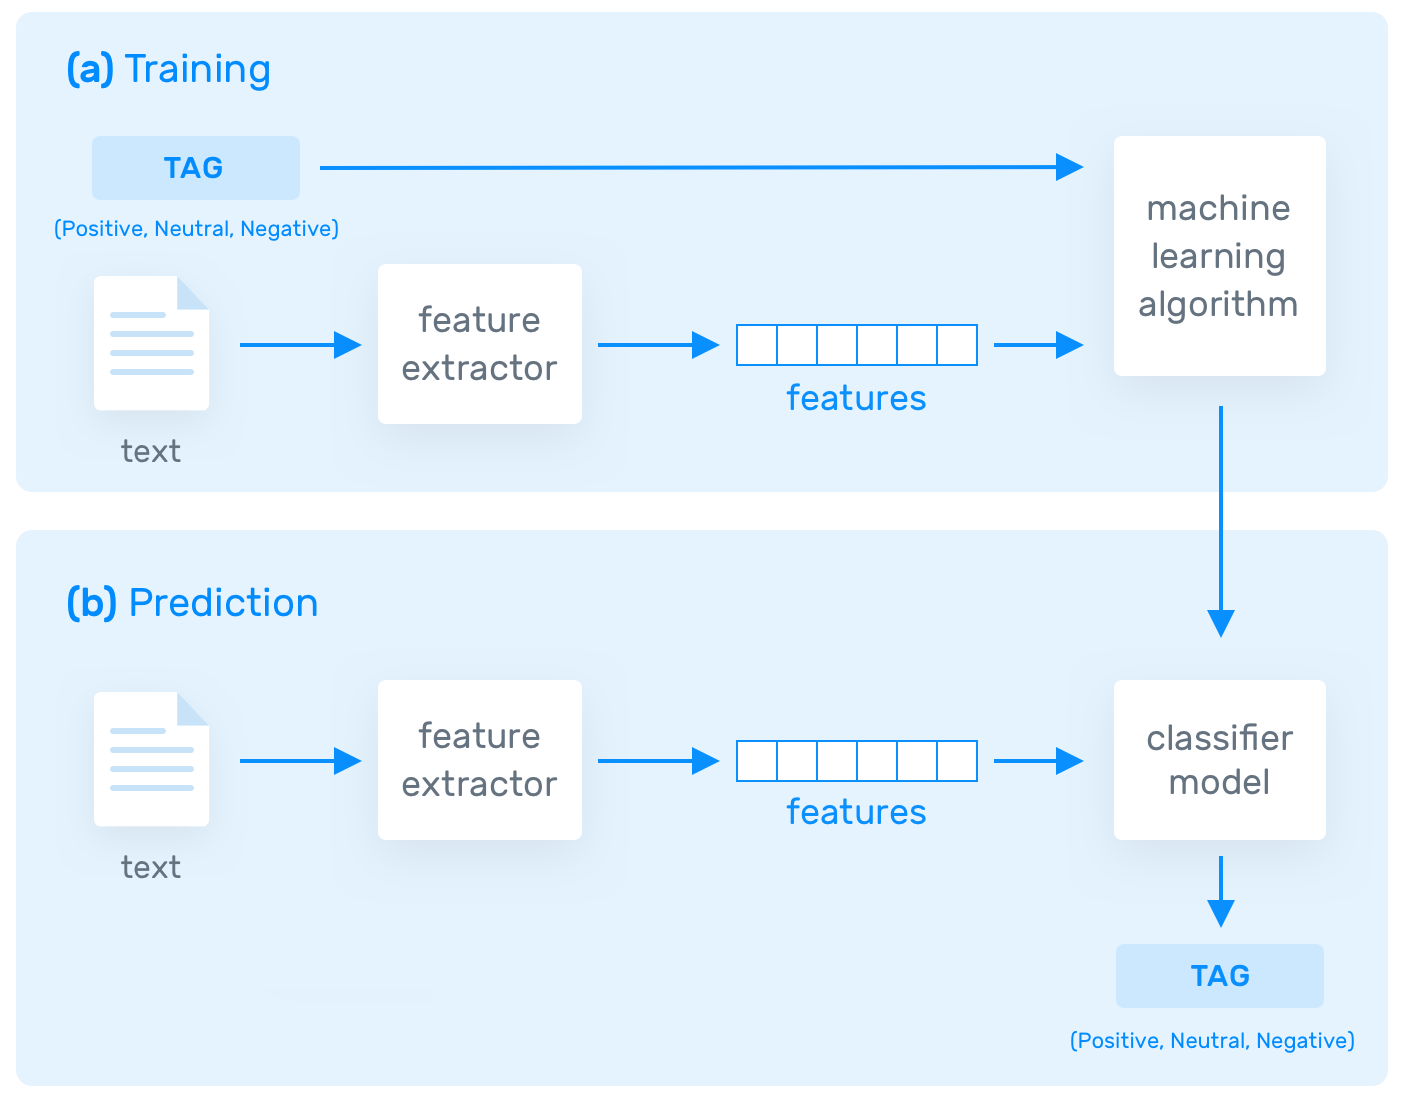 (a) Training
TAG
(Positive, Neutral, Negative)
machine
learning
algorithm
feature
extractor
features
text
(b) Prediction
feature
extractor
features
classifier
model
text
TAG
(Positive, Neutral, Negative)